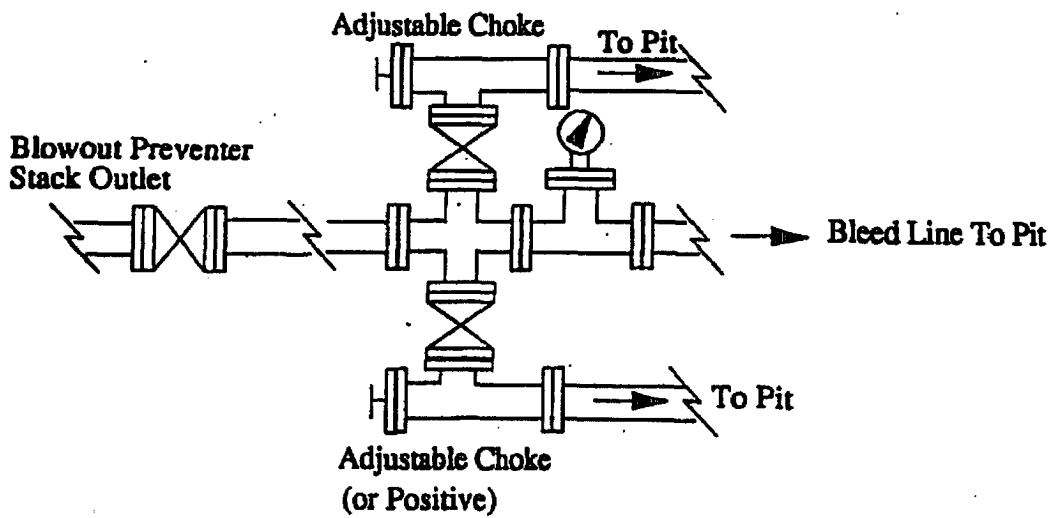 Adjustable Choke
To Pit
Blowout Preventer
Stack Outlet
Bleed Line To Pit
To Pit
Adjustable Choke
(or Positive)